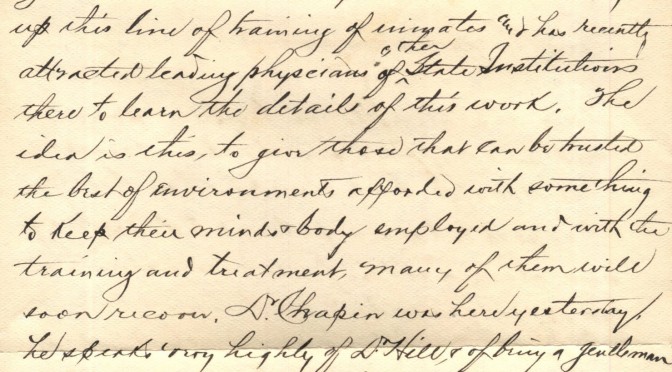 up this line of training of inmates and has recently
attracted leading physicians of other State Institutions
there to learn the details of this work. The
idea is this, to give those that can be trusted
the best of environments afforded with something
to keep their minds & body employed and with the
training and treatment, many of them will
soon recover. Dr. Chapin was here yesterday,
he speaks very highly of Dr Hill & of being a gentleman